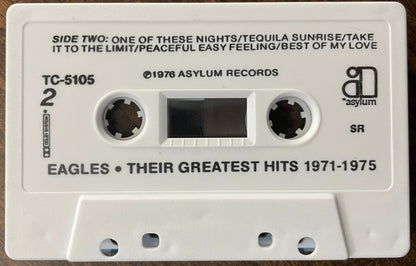 SIDE TWO: ONE OF THESE NIGHTS/TEQUILA SUNRISE/TAKE
IT TO THE LIMIT/PEACEFUL EASY FEELING/BEST OF MY LOVE
TC-5105
℗1976 ASYLUM RECORDS
2
asylum
SR
EAGLES • THEIR GREATEST HITS 1971-1975